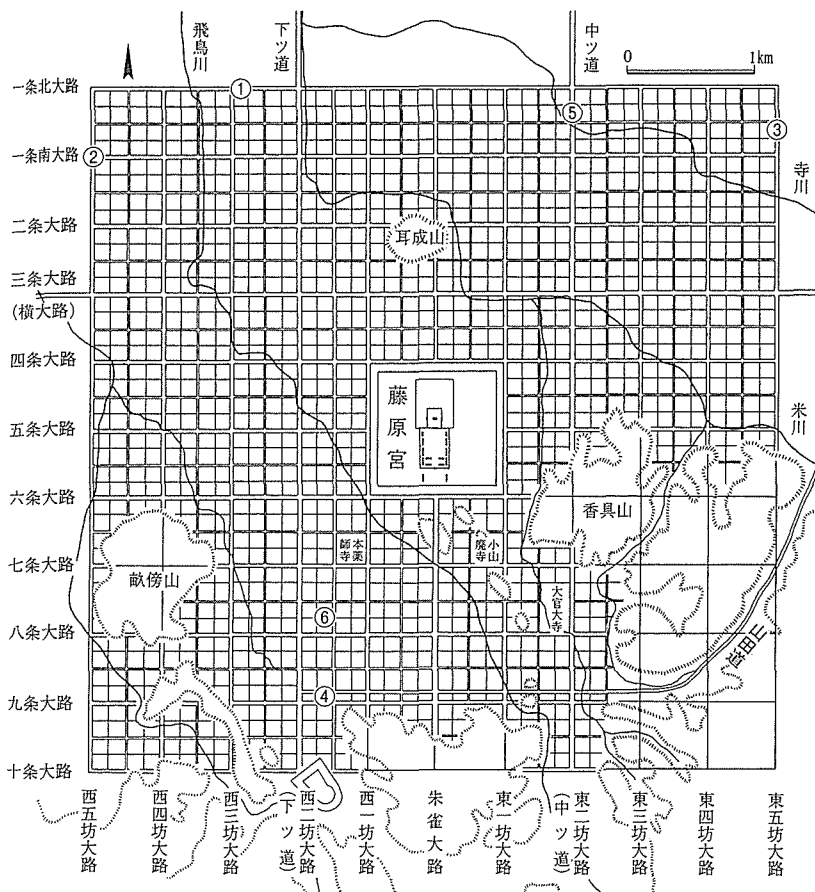 飛鳥川
下ツ道
中ツ道
0 1km
一条北大路
①
⑤
③
一条南大路
②
寺川
二条大路
耳成山
三条大路
(横大路)
四条大路
藤原宮
五条大路
米川
六条大路
香具山
本薬師寺
小山廃寺
七条大路
畝傍山
大官大寺
八条大路
⑥
山田道
九条大路
④
十条大路
西五坊大路
西四坊大路
西三坊大路
(下ツ道)
西二坊大路
西一坊大路
朱雀大路
東一坊大路
(中ツ道)
東二坊大路
東三坊大路
東四坊大路
東五坊大路